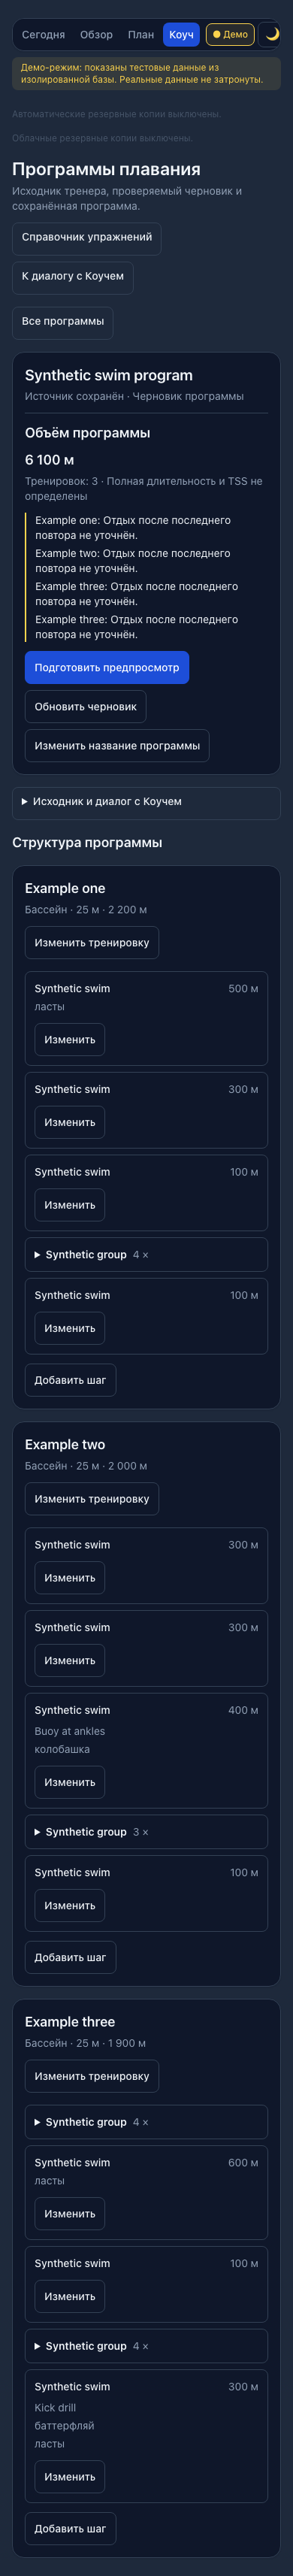 Сегодня Обзор План Коуч Демо
Демо-режим: показаны тестовые данные из
изолированной базы. Реальные данные не затронуты.
Автоматические резервные копии выключены.
Облачные резервные копии выключены.
Программы плавания
Исходник тренера, проверяемый черновик и
сохранённая программа.
Справочник упражнений
К диалогу с Коучем
Все программы
Synthetic swim program
Источник сохранён · Черновик программы
Объём программы
6 100 м
Тренировок: 3 · Полная длительность и TSS не
определены
Example one: Отдых после последнего
повтора не уточнён.
Example two: Отдых после последнего
повтора не уточнён.
Example three: Отдых после последнего
повтора не уточнён.
Example three: Отдых после последнего
повтора не уточнён.
Подготовить предпросмотр
Обновить черновик
Изменить название программы
Исходник и диалог с Коучем
Структура программы
Example one
Бассейн · 25 м · 2 200 м
Изменить тренировку
Synthetic swim 500 м
ласты
Изменить
Synthetic swim 300 м
Изменить
Synthetic swim 100 м
Изменить
Synthetic group 4 ×
Synthetic swim 100 м
Изменить
Добавить шаг
Example two
Бассейн · 25 м · 2 000 м
Изменить тренировку
Synthetic swim 300 м
Изменить
Synthetic swim 300 м
Изменить
Synthetic swim 400 м
Buoy at ankles
колобашка
Изменить
Synthetic group 3 ×
Synthetic swim 100 м
Изменить
Добавить шаг
Example three
Бассейн · 25 м · 1 900 м
Изменить тренировку
Synthetic group 4 ×
Synthetic swim 600 м
ласты
Изменить
Synthetic swim 100 м
Изменить
Synthetic group 4 ×
Synthetic swim 300 м
Kick drill
баттерфляй
ласты
Изменить
Добавить шаг